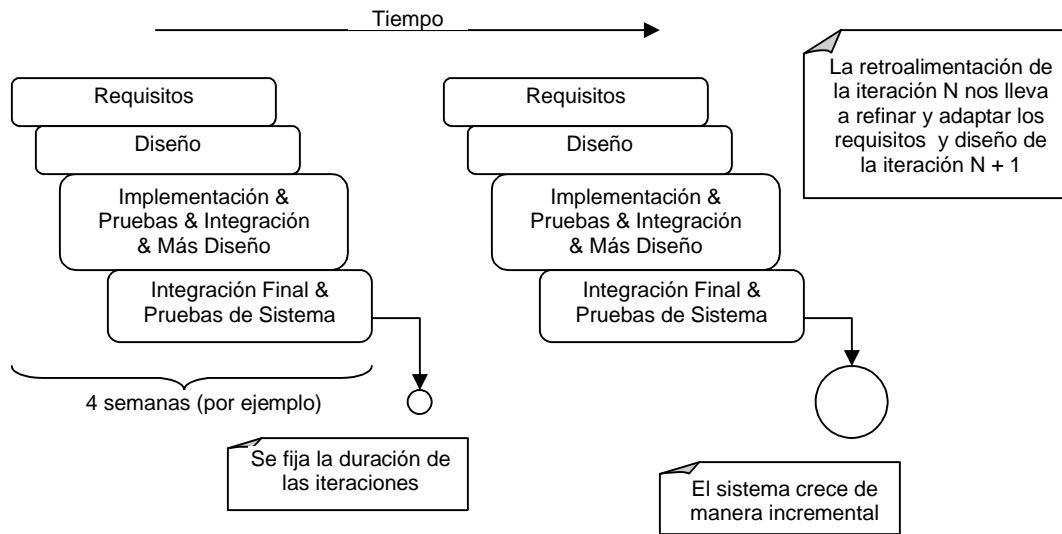 Tiempo
Requisitos
Diseño
Implementación &
Pruebas & Integración
& Más Diseño
Integración Final &
Pruebas de Sistema
4 semanas (por ejemplo)
Se fija la duración de
las iteraciones
Requisitos
Diseño
Implementación &
Pruebas & Integración
& Más Diseño
Integración Final &
Pruebas de Sistema
El sistema crece de
manera incremental
La retroalimentación de
la iteración N nos lleva
a refinar y adaptar los
requisitos y diseño de
la iteración N + 1